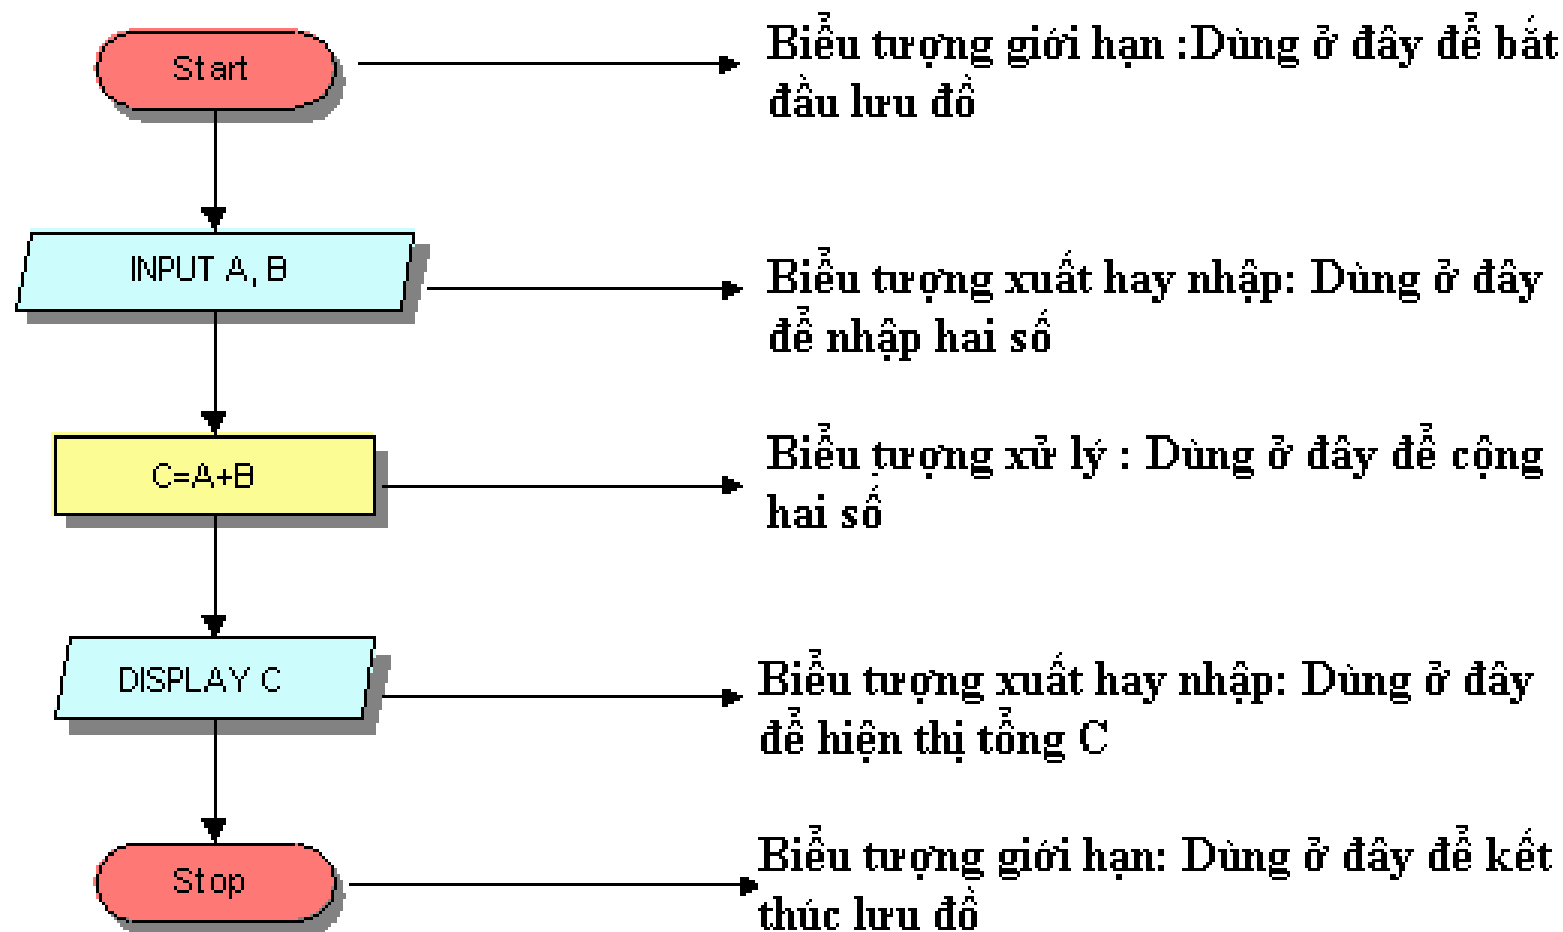 Start
Biểu tượng giới hạn :Dùng ở đây để bắt
đầu lưu đồ
INPUT A, B
Biểu tượng xuất hay nhập: Dùng ở đây
để nhập hai số
C=A+B
Biểu tượng xử lý : Dùng ở đây để cộng
hai số
DISPLAY C
Biểu tượng xuất hay nhập: Dùng ở đây
để hiện thị tổng C
Stop
Biểu tượng giới hạn: Dùng ở đây để kết
thúc lưu đồ